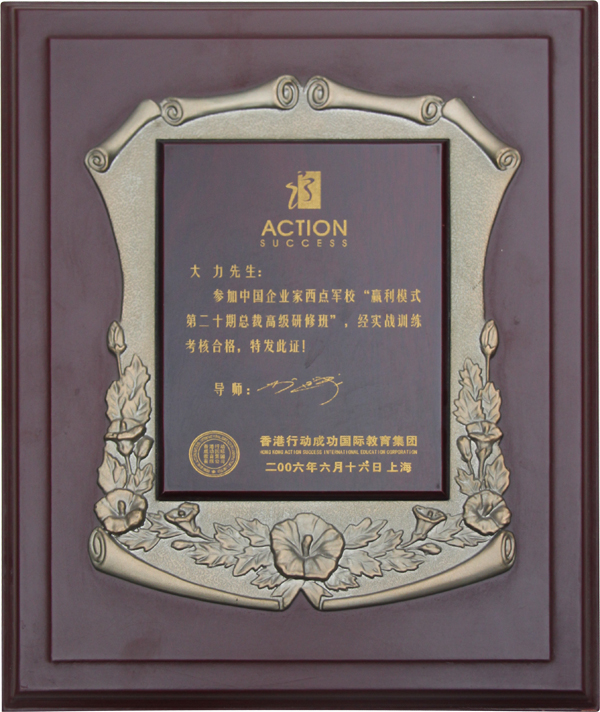 ACTION
SUCCESS
大 力先生：
参加中国企业家西点军校“赢利模式
第二十期总裁高级研修班”，经实战训练
考核合格，特发此证！
导师：
香港行动成功国际教育集团
HONG KONG ACTION SUCCESS INTERNATIONAL EDUCATION CORPORATION
二00六年六月十六日 上海